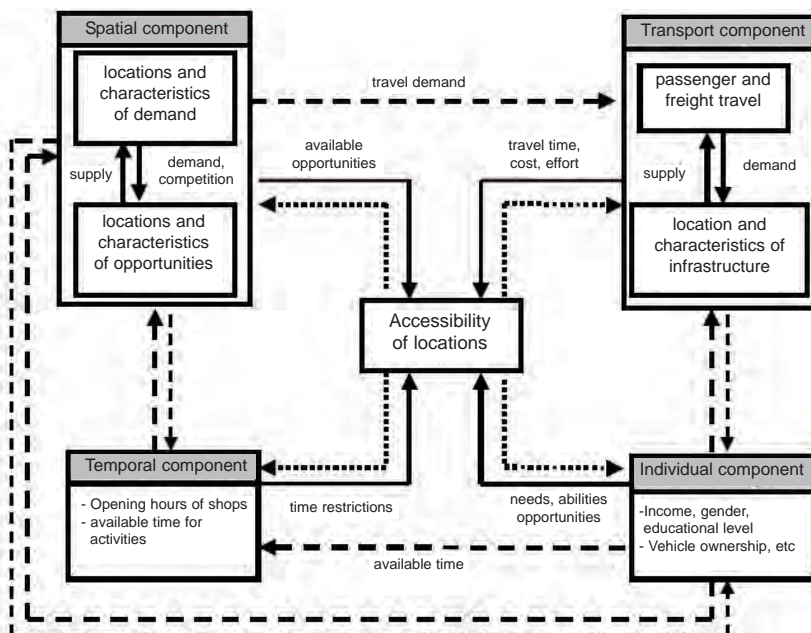 Spatial component
locations and
characteristics
of demand
supply
demand,
competition
locations and
characteristics
of opportunities
travel demand
available
opportunities
travel time,
cost, effort
Transport component
passenger and
freight travel
supply
demand
location and
characteristics of
infrastructure
Accessibility
of locations
Temporal component
- Opening hours of shops
- available time for
activities
time restrictions
needs, abilities
opportunities
available time
Individual component
-Income, gender,
educational level
- Vehicle ownership, etc